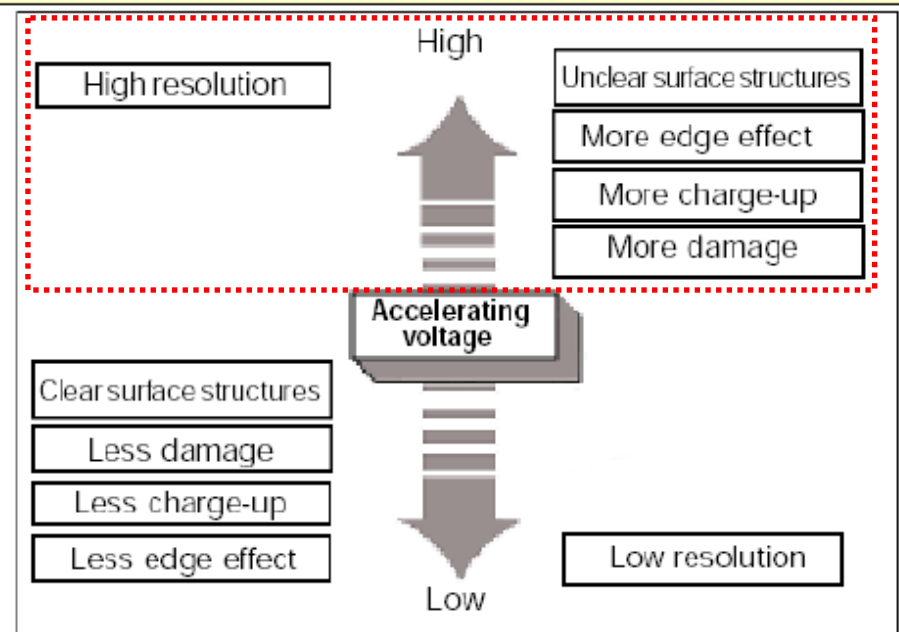 High
High resolution
Unclear surface structures
More edge effect
More charge-up
More damage
Accelerating
voltage
Clear surface structures
Less damage
Less charge-up
Less edge effect
Low resolution
Low